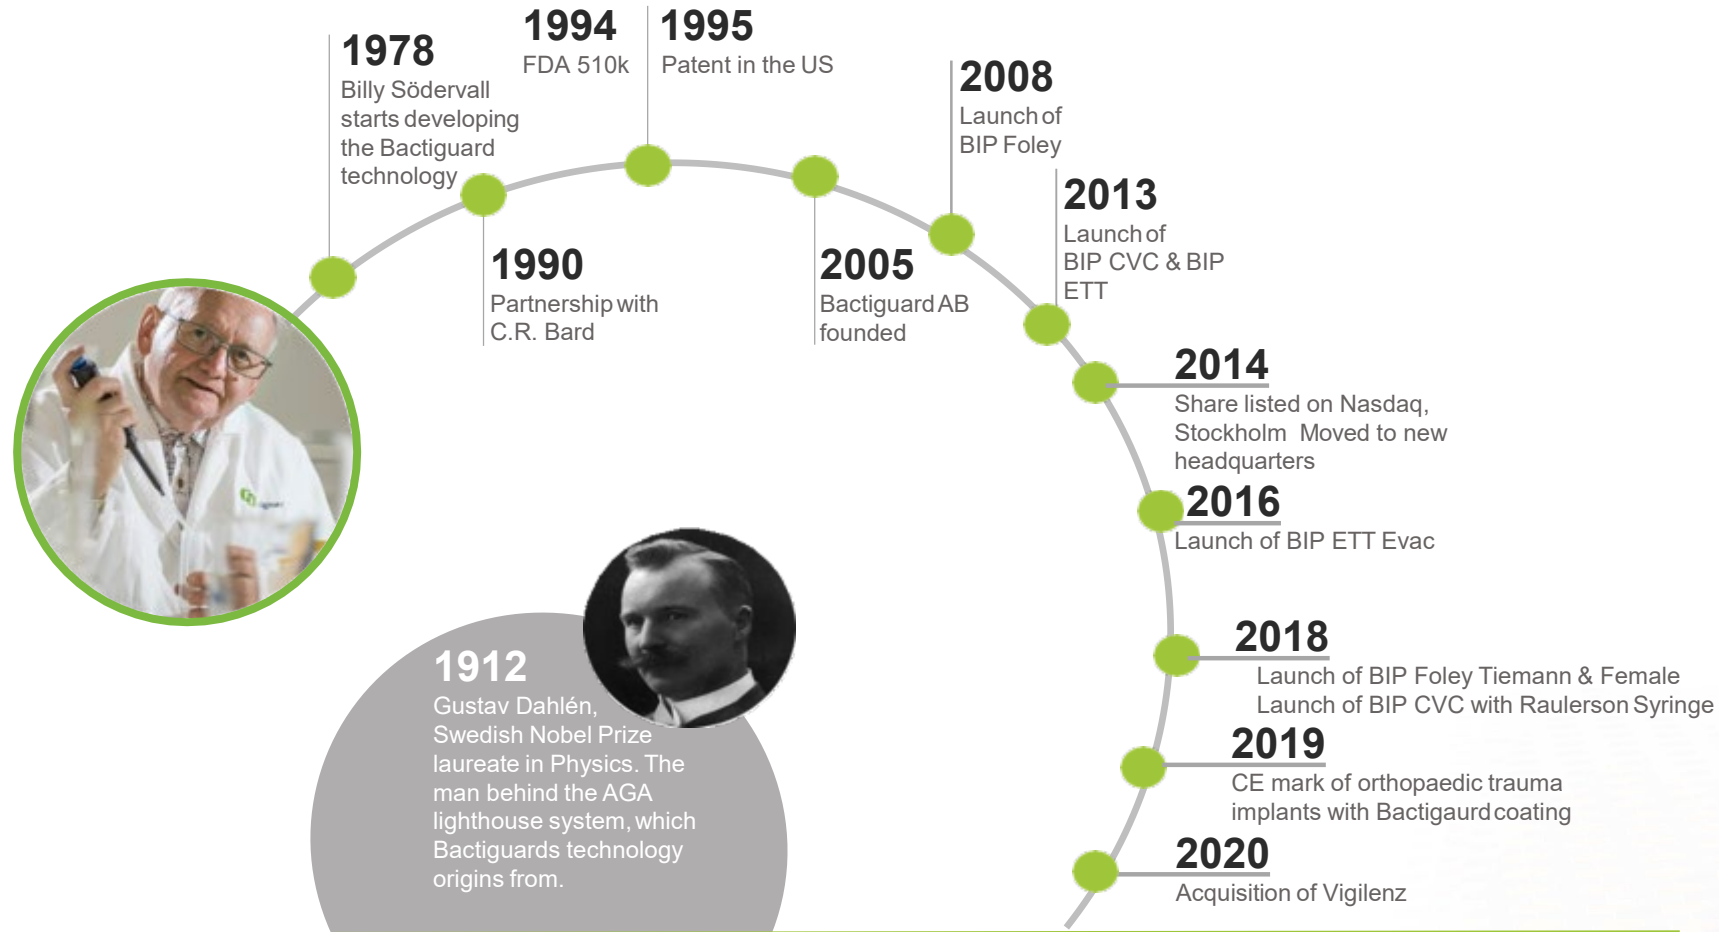 1978
Billy Södervall
starts developing
the Bactiguard
technology
1990
Partnership with
C.R. Bard
1994
FDA 510k
1995
Patent in the US
2005
Bactiguard AB
founded
2008
Launch of
BIP Foley
2013
Launch of
BIP CVC & BIP
ETT
2014
Share listed on Nasdaq,
Stockholm Moved to new
headquarters
2016
Launch of BIP ETT Evac
2018
Launch of BIP Foley Tiemann & Female
Launch of BIP CVC with Raulerson Syringe
2019
CE mark of orthopaedic trauma
implants with Bactigaurd coating
2020
Acquisition of Vigilenz
1912
Gustav Dahlén,
Swedish Nobel Prize
laureate in Physics. The
man behind the AGA
lighthouse system, which
Bactiguards technology
origins from.